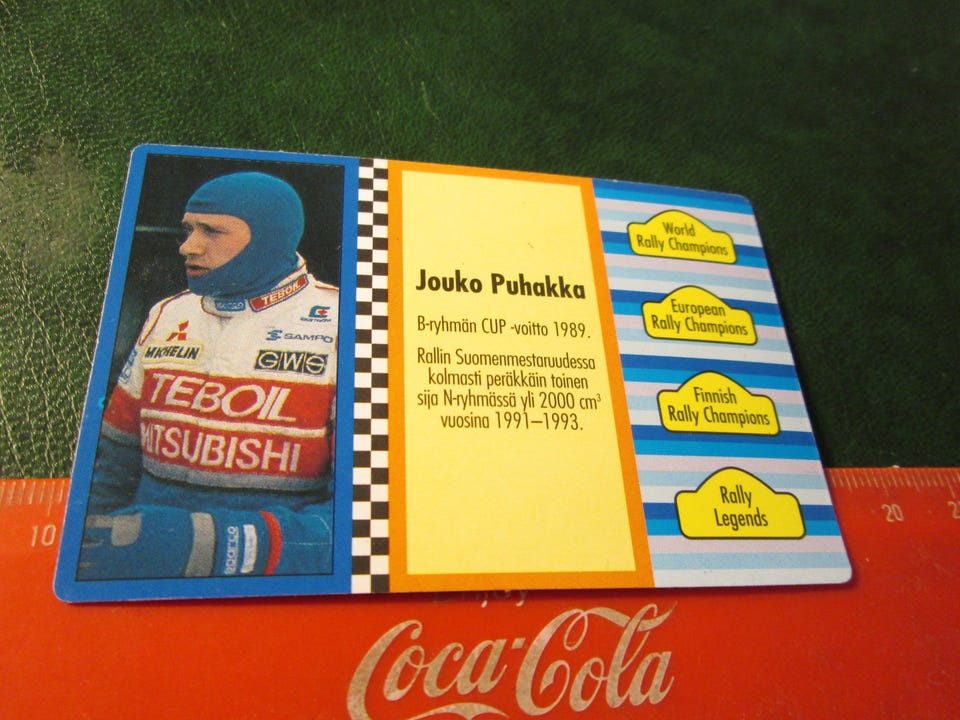 TEBOIL
SAMPO
MICHELIN
GWS
TEBOIL
MITSUBISHI
sparco
Jouko Puhakka
B-ryhmän CUP -voitto 1989.
Rallin Suomenmestaruudessa
kolmasti peräkkäin toinen
sija N-ryhmässä yli 2000 cm³
vuosina 1991–1993.
World
Rally Champions
European
Rally Champions
Finnish
Rally Champions
Rally
Legends
10
20
Enjoy
Coca-Cola